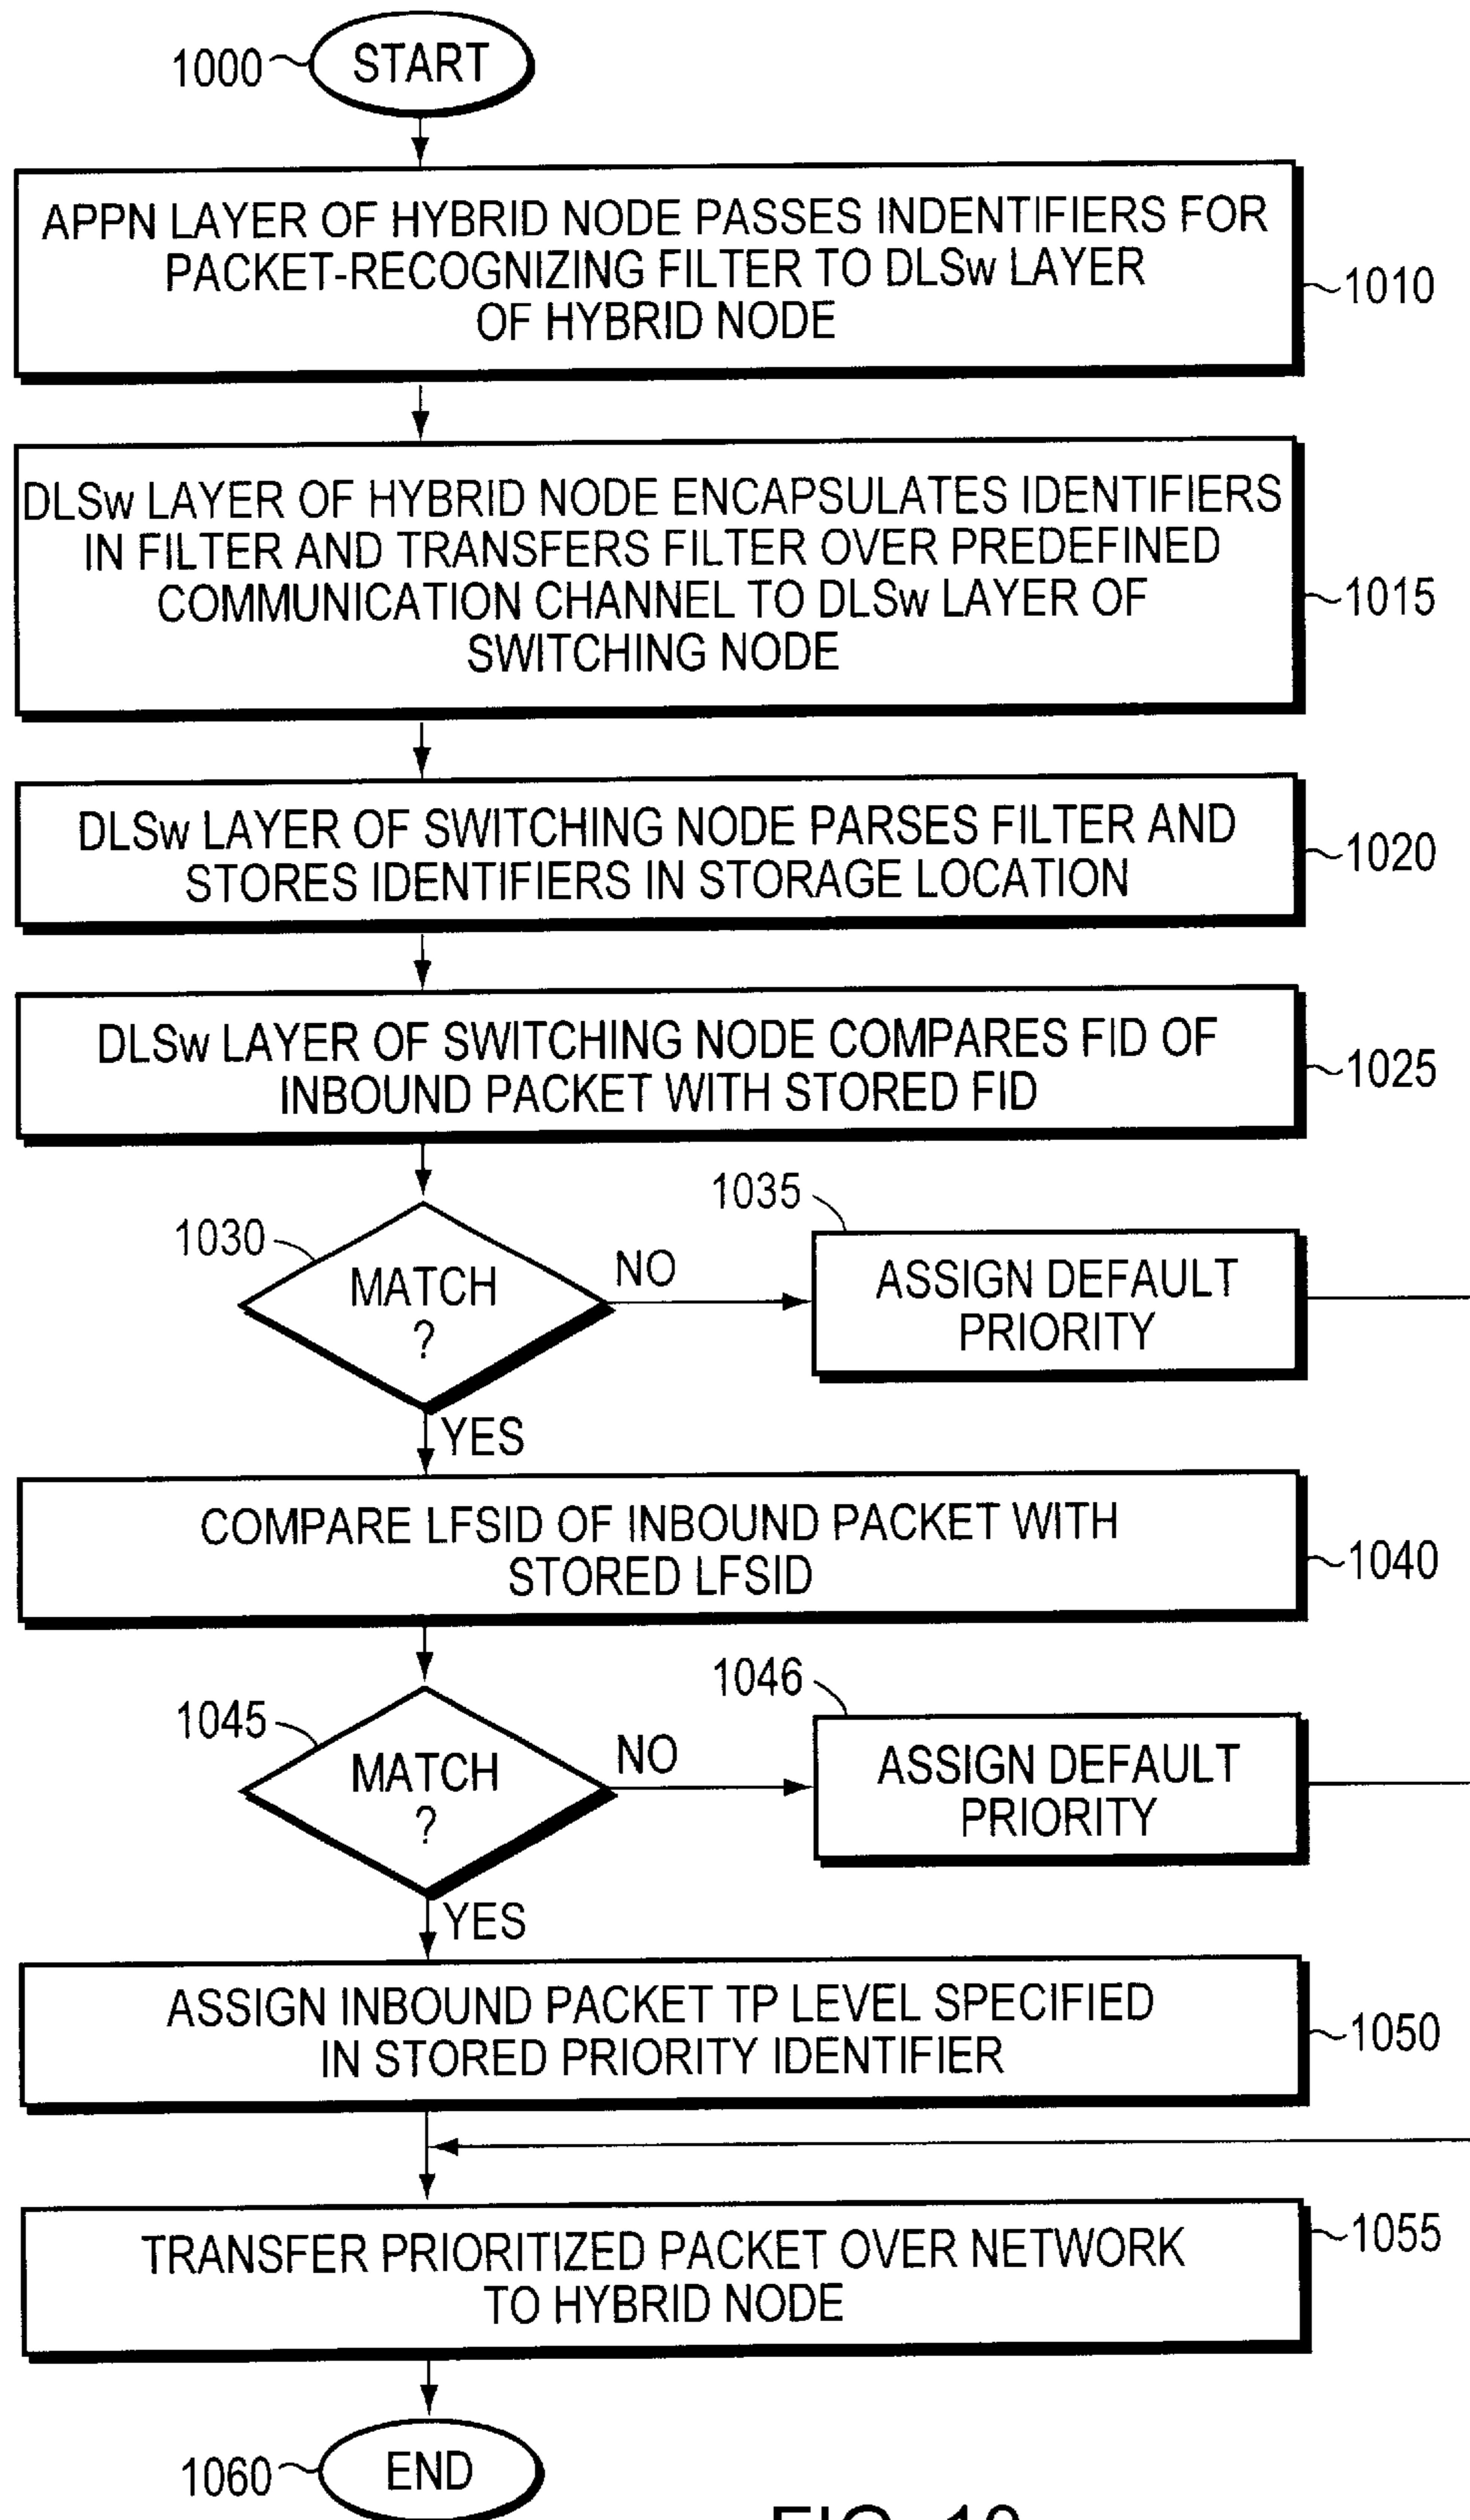 1000
START
APPN LAYER OF HYBRID NODE PASSES INDENTIFIERS FOR
PACKET-RECOGNIZING FILTER TO DLSw LAYER
OF HYBRID NODE
1010
DLSw LAYER OF HYBRID NODE ENCAPSULATES IDENTIFIERS
IN FILTER AND TRANSFERS FILTER OVER PREDEFINED
COMMUNICATION CHANNEL TO DLSw LAYER OF
SWITCHING NODE
1015
DLSw LAYER OF SWITCHING NODE PARSES FILTER AND
STORES IDENTIFIERS IN STORAGE LOCATION
1020
DLSw LAYER OF SWITCHING NODE COMPARES FID OF
INBOUND PACKET WITH STORED FID
1025
1030
MATCH
?
NO
1035
ASSIGN DEFAULT
PRIORITY
YES
COMPARE LFSID OF INBOUND PACKET WITH
STORED LFSID
1040
1045
MATCH
?
NO
1046
ASSIGN DEFAULT
PRIORITY
YES
ASSIGN INBOUND PACKET TP LEVEL SPECIFIED
IN STORED PRIORITY IDENTIFIER
1050
TRANSFER PRIORITIZED PACKET OVER NETWORK
TO HYBRID NODE
1055
1060
END